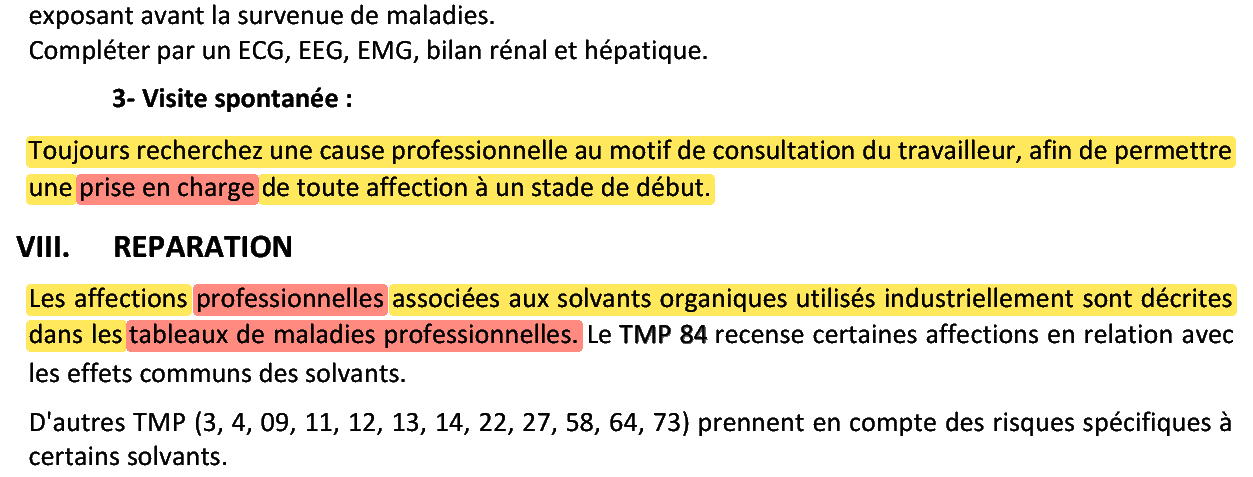 exposant avant la survenue de maladies.
Compléter par un ECG, EEG, EMG, bilan rénal et hépatique.
3- Visite spontanée :
Toujours recherchez une cause professionnelle au motif de consultation du travailleur, afin de permettre
une prise en charge de toute affection à un stade de début.
VIII. REPARATION
Les affections professionnelles associées aux solvants organiques utilisés industriellement sont décrites
dans les tableaux de maladies professionnelles. Le TMP 84 recense certaines affections en relation avec
les effets communs des solvants.
D'autres TMP (3, 4, 09, 11, 12, 13, 14, 22, 27, 58, 64, 73) prennent en compte des risques spécifiques à
certains solvants.